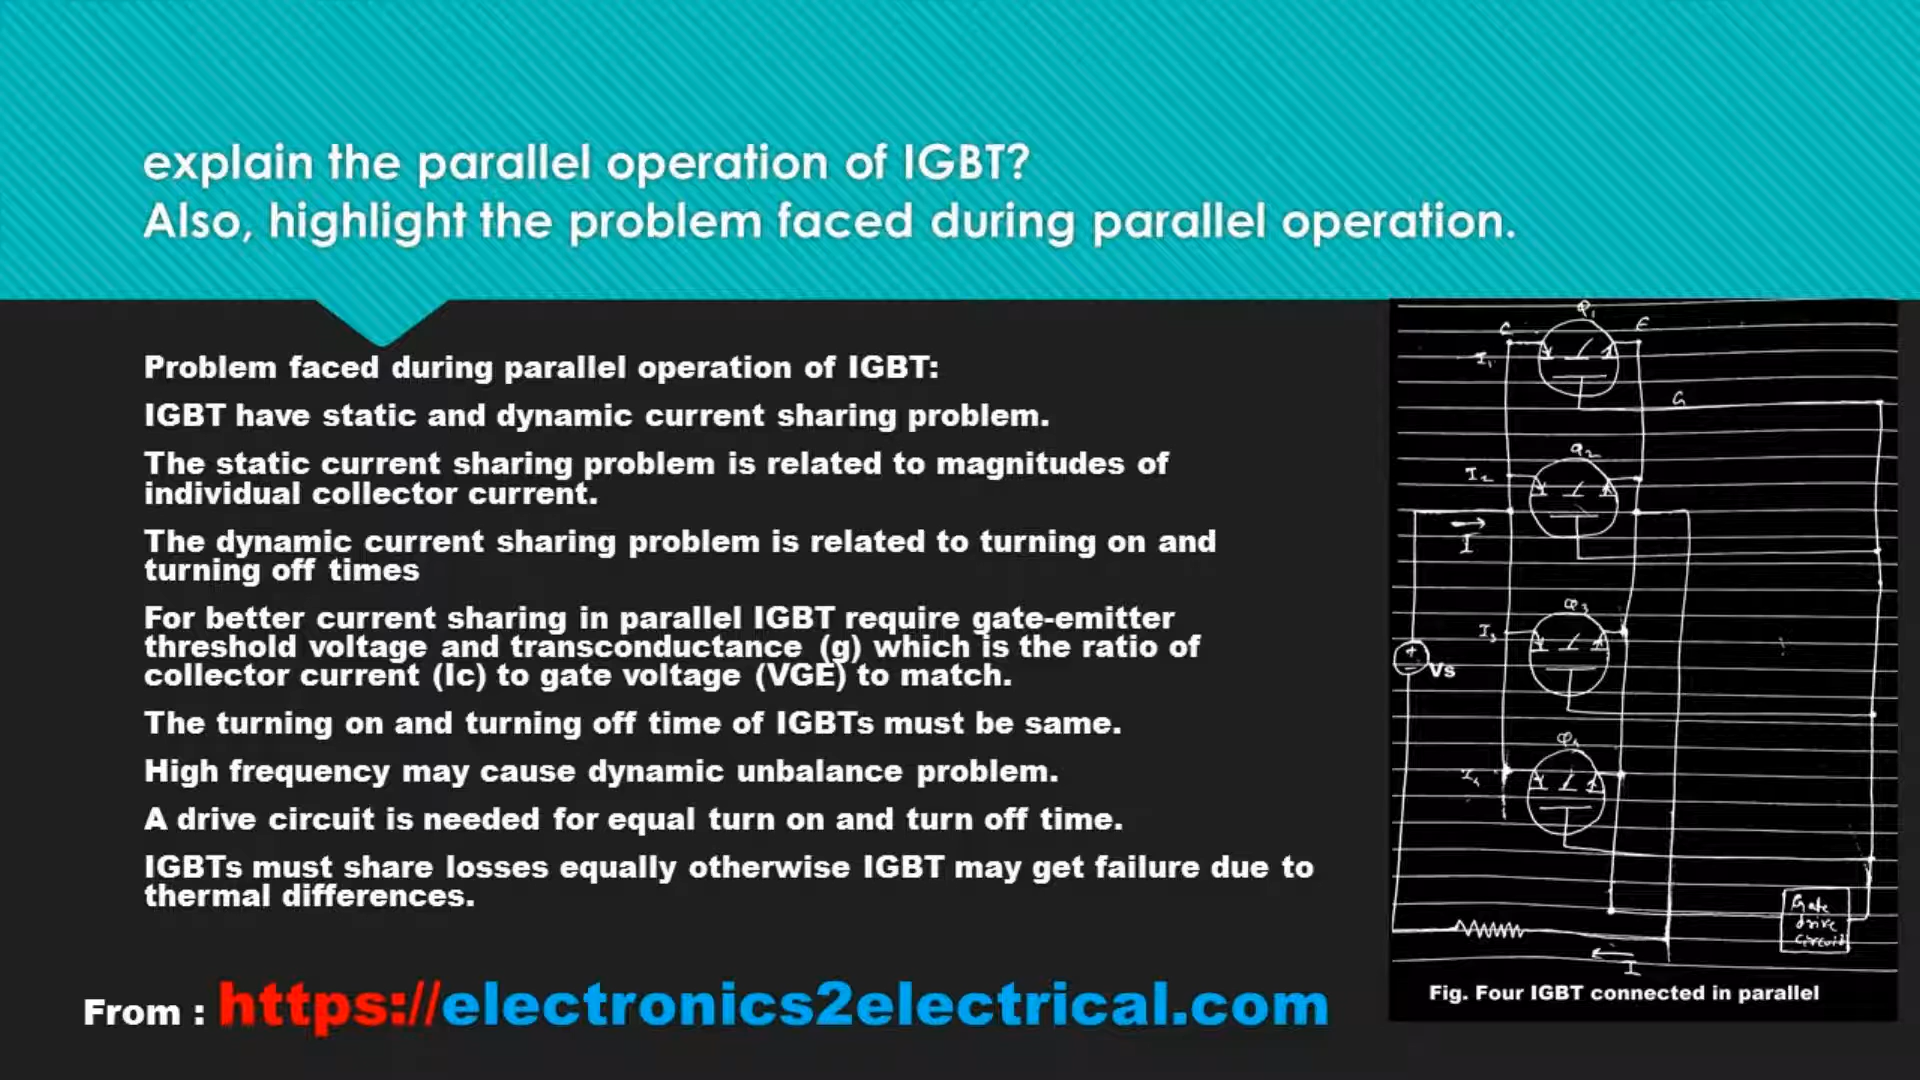 explain the parallel operation of IGBT?
Also, highlight the problem faced during parallel operation.
Problem faced during parallel operation of IGBT:
IGBT have static and dynamic current sharing problem.
The static current sharing problem is related to magnitudes of
individual collector current.
The dynamic current sharing problem is related to turning on and
turning off times
For better current sharing in parallel IGBT require gate-emitter
threshold voltage and transconductance (g) which is the ratio of
collector current (Ic) to gate voltage (VGE) to match.
The turning on and turning off time of IGBTs must be same.
High frequency may cause dynamic unbalance problem.
A drive circuit is needed for equal turn on and turn off time.
IGBTs must share losses equally otherwise IGBT may get failure due to
thermal differences.
From : https://electronics2electrical.com
Q1
C
E
I1
G
Q2
I2
I
Q3
I3
+
Vs
Q4
I4
Gate
drive
circuit
I
Fig. Four IGBT connected in parallel